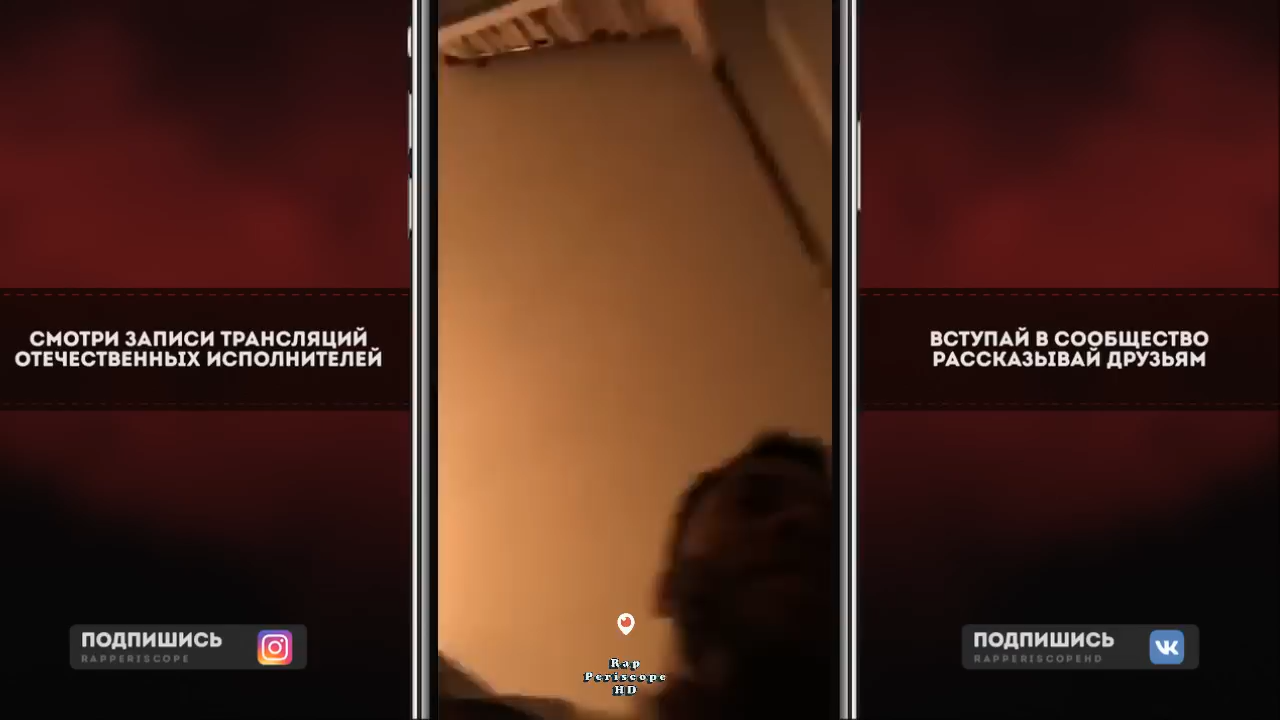 СМОТРИ ЗАПИСИ ТРАНСЛЯЦИЙ
ОТЕЧЕСТВЕННЫХ ИСПОЛНИТЕЛЕЙ
ВСТУПАЙ В СООБЩЕСТВО
РАССКАЗЫВАЙ ДРУЗЬЯМ
ПОДПИШИСЬ
RAPPERISCOPE
ПОДПИШИСЬ
RAPPERISCOPEHD
Rap
Periscope
HD